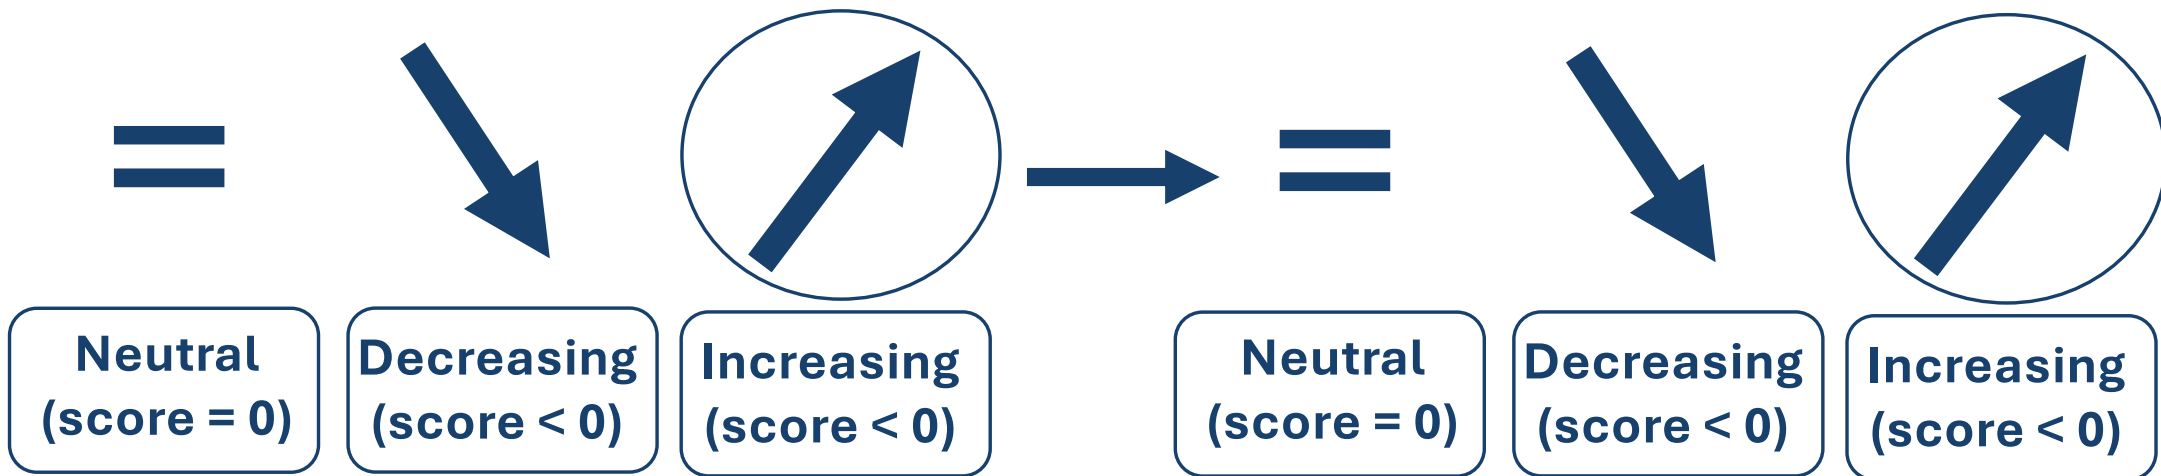 Neutral
(score = 0)
Decreasing
(score < 0)
Increasing
(score < 0)
Neutral
(score = 0)
Decreasing
(score < 0)
Increasing
(score < 0)